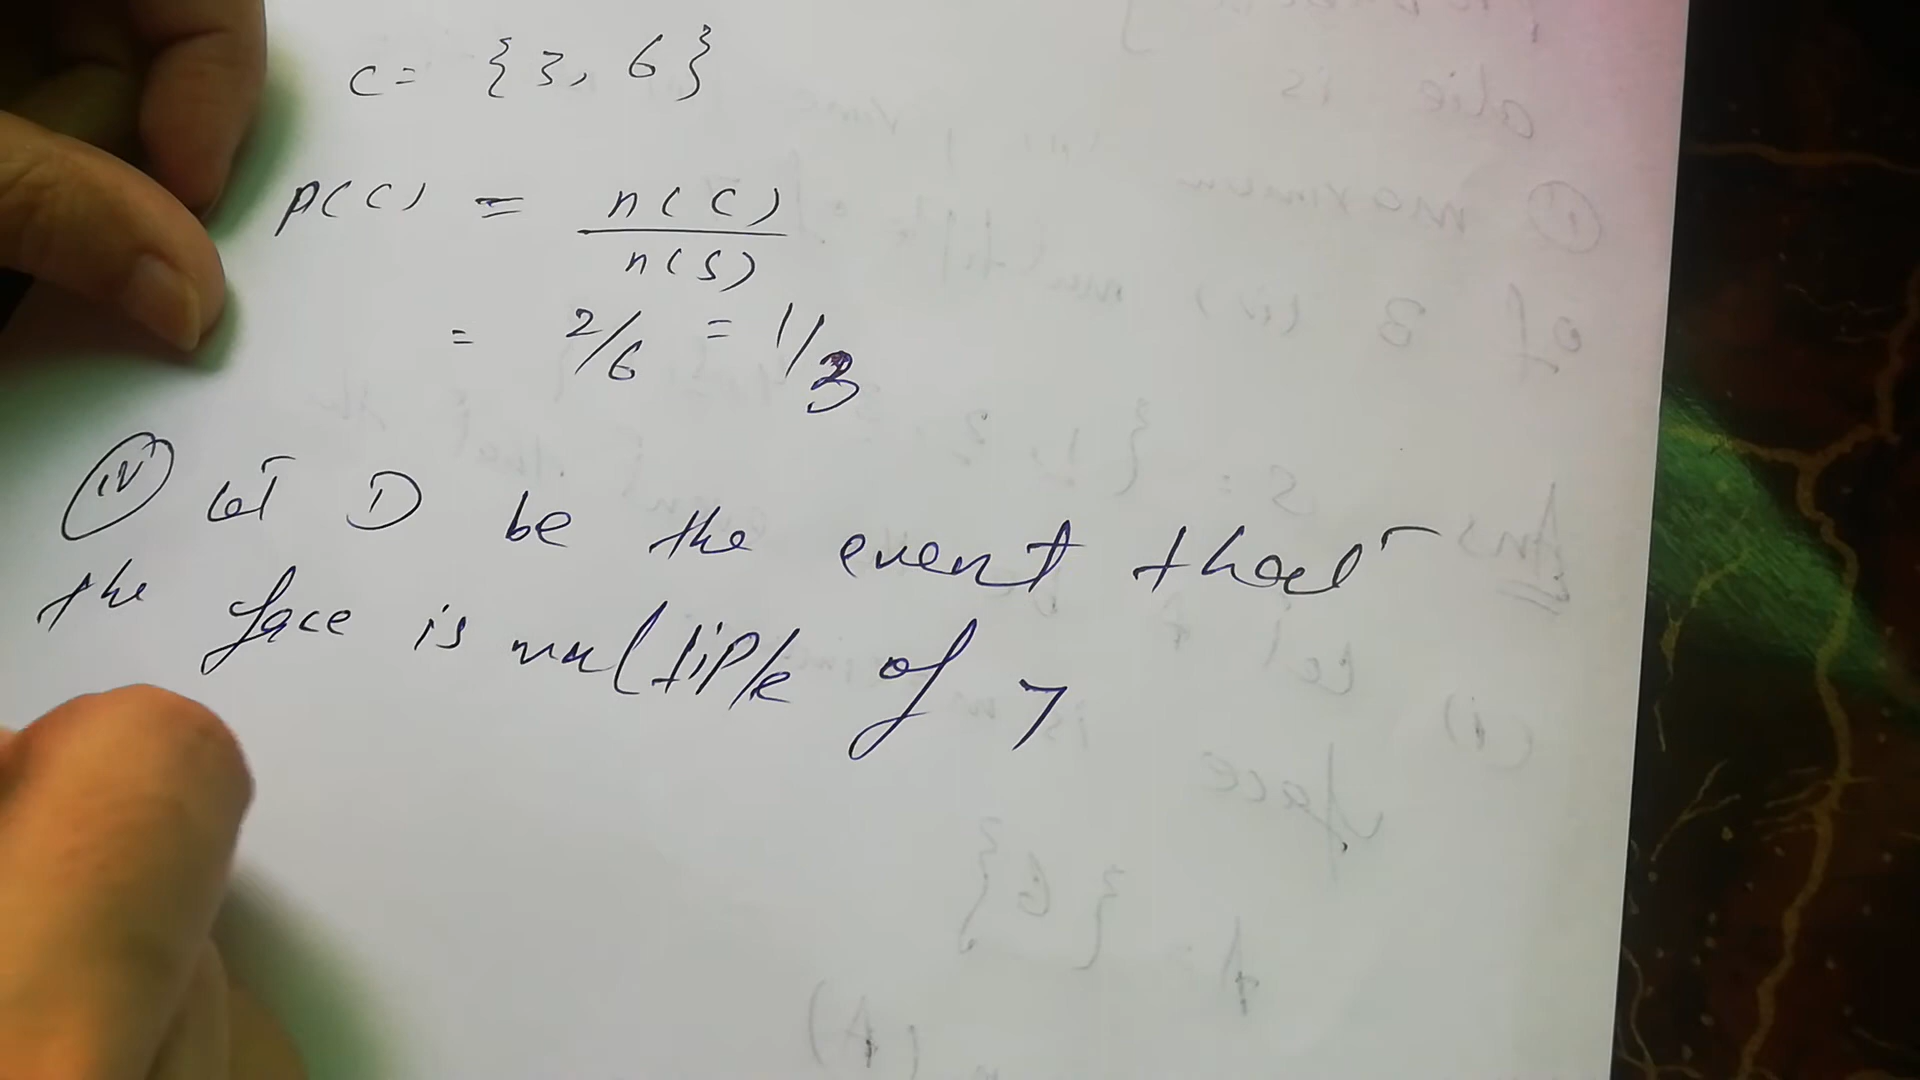 C = {3, 6}
P(C) = n(C)
n(S)
= 2/6 = 1/3
(iv) Let D be the event that
the face is multiple of 7